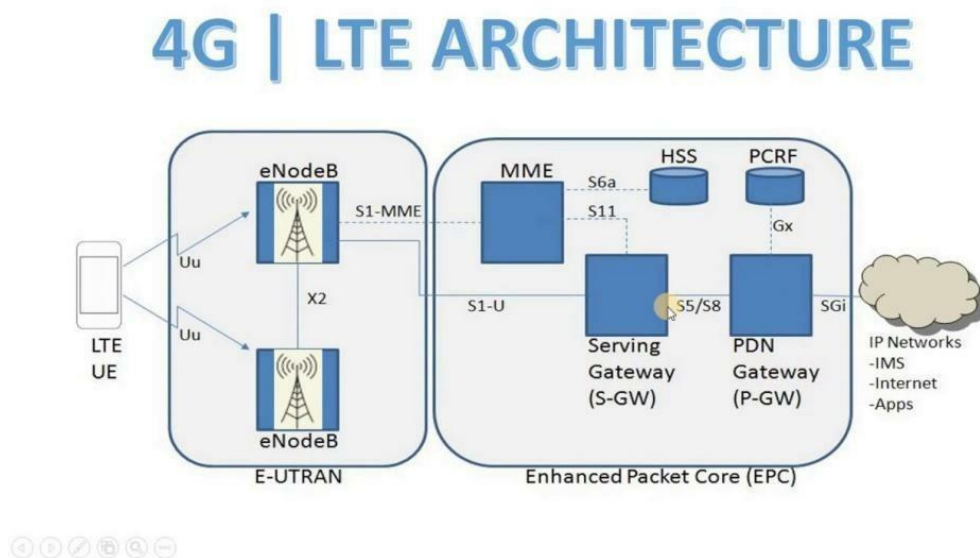 4G | LTE ARCHITECTURE
eNodeB
MME
HSS
PCRF
S6a
S1-MME
S11
Gx
Uu
X2
S1-U
S5/S8
SGi
Uu
LTE
UE
Serving
Gateway
(S-GW)
PDN
Gateway
(P-GW)
IP Networks
-IMS
-Internet
-Apps
eNodeB
E-UTRAN
Enhanced Packet Core (EPC)